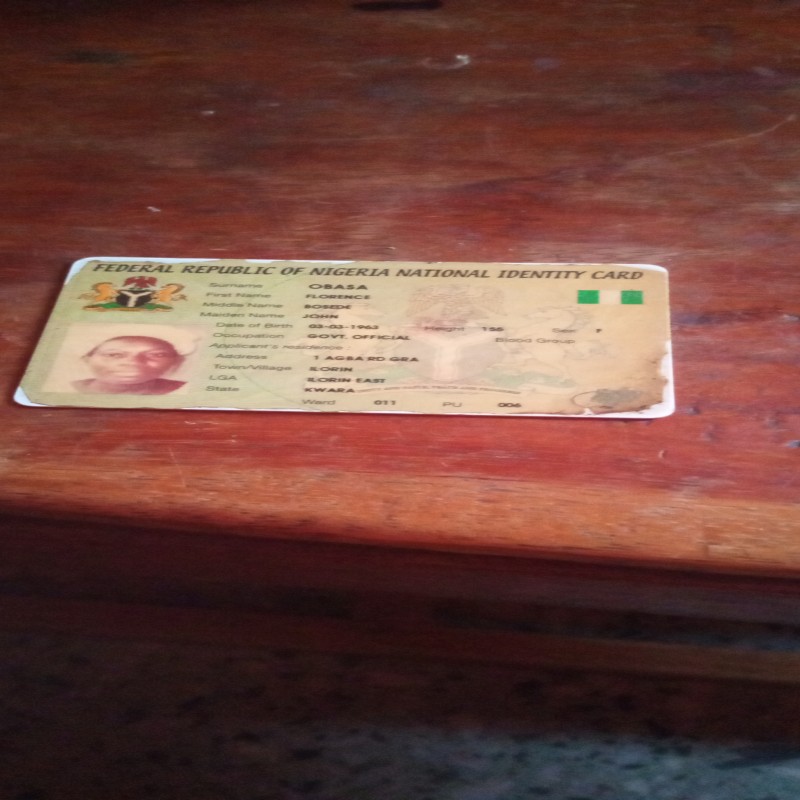 FEDERAL REPUBLIC OF NIGERIA NATIONAL IDENTITY CARD
Surname OBASA
First Name FLORENCE
Middle Name BOSEDE
Maiden Name JOHN
Date of Birth 03-03-1963 Height 156 Sex F
Occupation GOVT. OFFICIAL Blood Group
Applicant's residence
Address 1 AGBA RD GRA
Town/Village ILORIN
LGA ILORIN EAST
State KWARA
Ward 011 PU 006